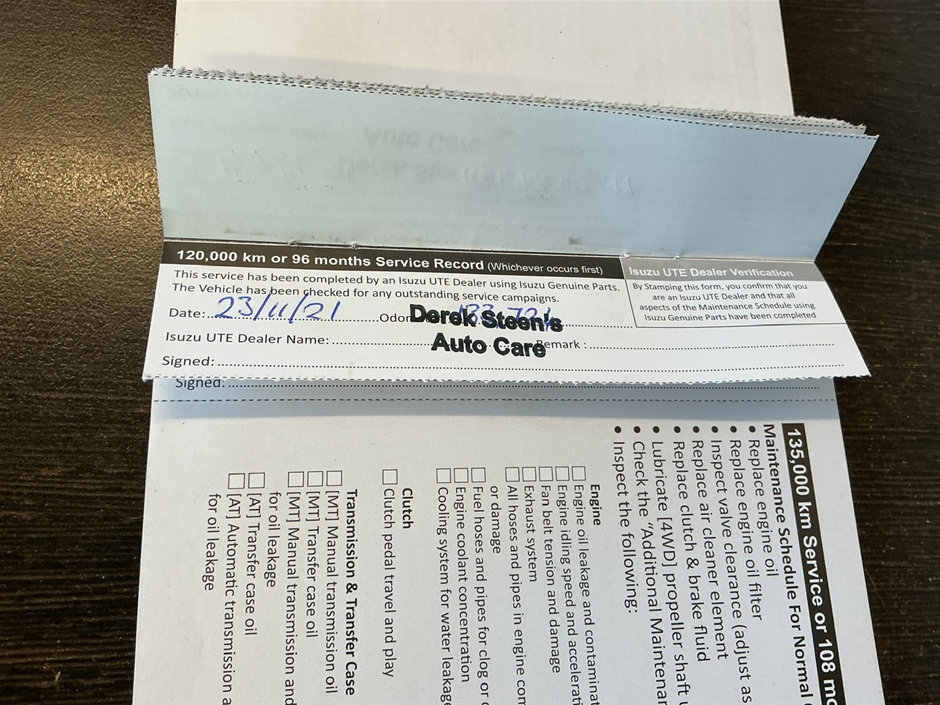 120,000 km or 96 months Service Record (Whichever occurs first)
This service has been completed by an Isuzu UTE Dealer using Isuzu Genuine Parts.
The Vehicle has been checked for any outstanding service campaigns.
Date: 23/11/21 Odom
Derek Steen's
Auto Care
Isuzu UTE Dealer Name: Remark :
Signed:
Isuzu UTE Dealer Verification
By Stamping this form, you confirm that you
are an Isuzu UTE Dealer and that all
aspects of the Maintenance Schedule using
Isuzu Genuine Parts have been completed
Signed:
135,000 km Service or 108 mo
Maintenance Schedule For Normal
• Replace engine oil
• Replace engine oil filter
• Inspect valve clearance (adjust as
• Replace air cleaner element
• Replace clutch & brake fluid
• Lubricate [4WD] propeller shaft
• Check the "Additional Maintenan
• Inspect the following:
Engine
Engine oil leakage and contaminat
Engine idling speed and accelerati
Fan belt tension and damage
Exhaust system
All hoses and pipes in engine com
or damage
Fuel hoses and pipes for clog or
Engine coolant concentration
Cooling system for water leakage
Clutch
Clutch pedal travel and play
Transmission & Transfer Case
[MT] Manual transmission oil
[MT] Transfer case oil
[MT] Manual transmission and
for oil leakage
[AT] Transfer case oil
[AT] Automatic transmission a
for oil leakage